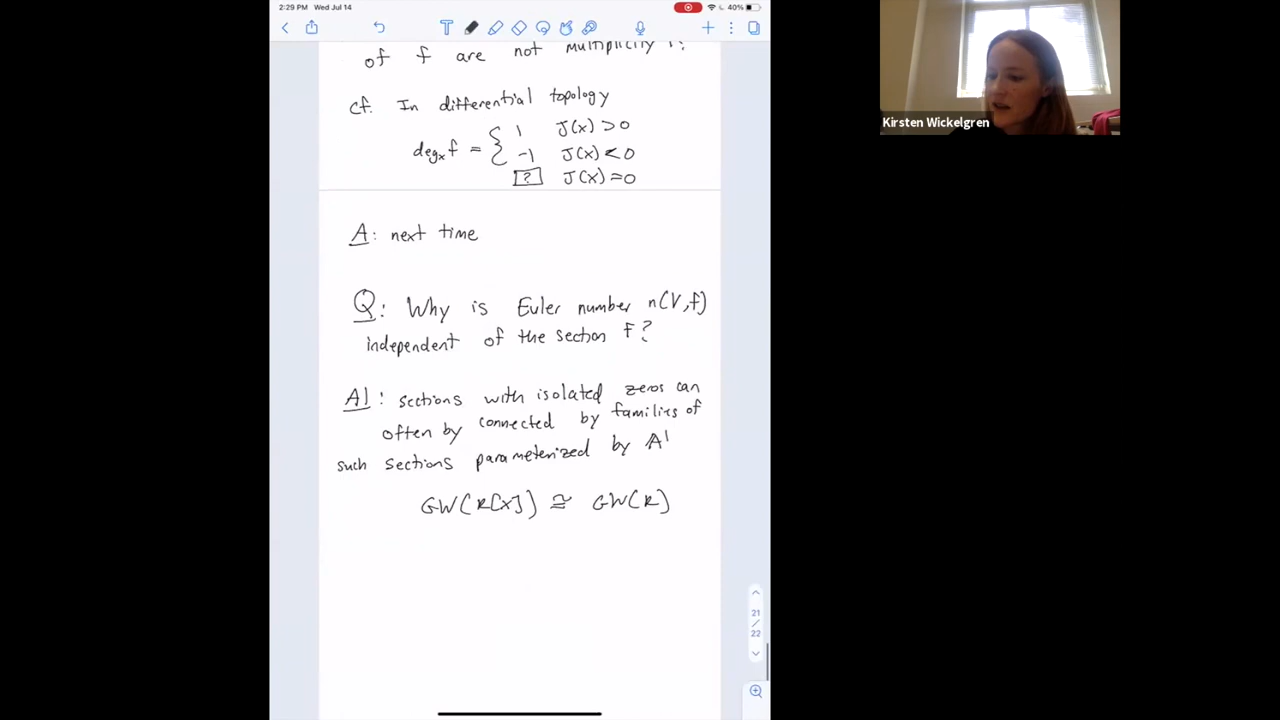 2:29 PM Wed Jul 14
40%
of f are not multiplicity 1?
cf. In differential topology
deg_x f = { 1 J(x) > 0
-1 J(x) < 0
? J(x) = 0
A: next time
Q: Why is Euler number n(V,f)
independent of the section f?
A1: sections with isolated zeros can
often by connected by families of
such sections parameterized by A¹
GW(k[x]) ≅ GW(k)
21
/
22
Kirsten Wickelgren